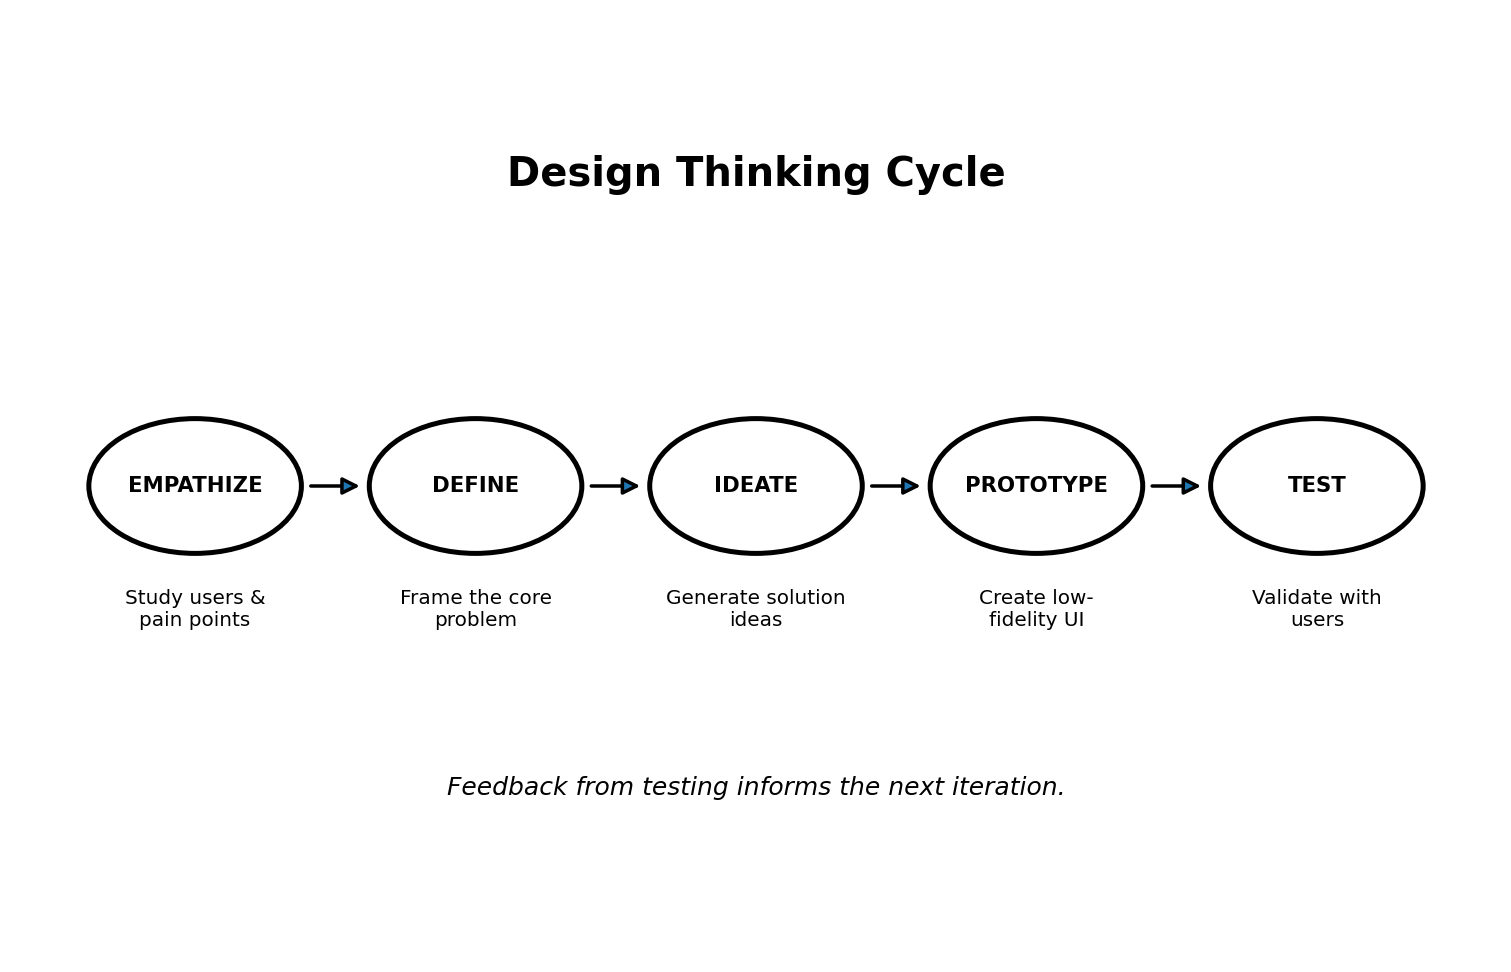 Design Thinking Cycle
EMPATHIZE
DEFINE
IDEATE
PROTOTYPE
TEST
Study users &
pain points
Frame the core
problem
Generate solution
ideas
Create low-
fidelity UI
Validate with
users
Feedback from testing informs the next iteration.